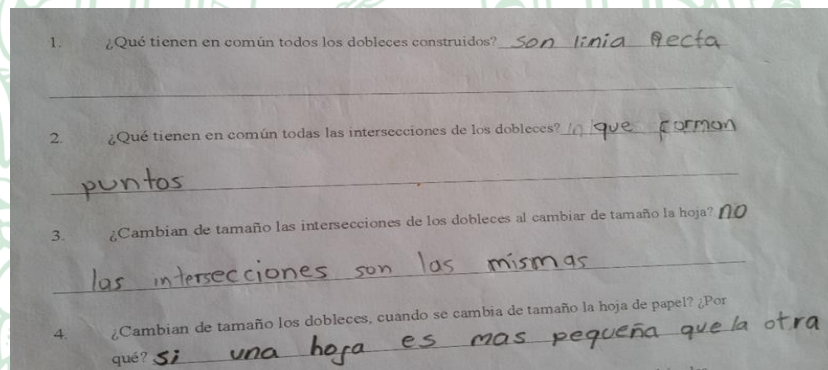 1. ¿Qué tienen en común todos los dobleces construidos? son linia Recta
2. ¿Qué tienen en común todas las intersecciones de los dobleces? que forman
puntos
3. ¿Cambian de tamaño las intersecciones de los dobleces al cambiar de tamaño la hoja? no
las intersecciones son las mismas
4. ¿Cambian de tamaño los dobleces, cuando se cambia de tamaño la hoja de papel? ¿Por
qué? si una hoja es mas pequeña que la otra